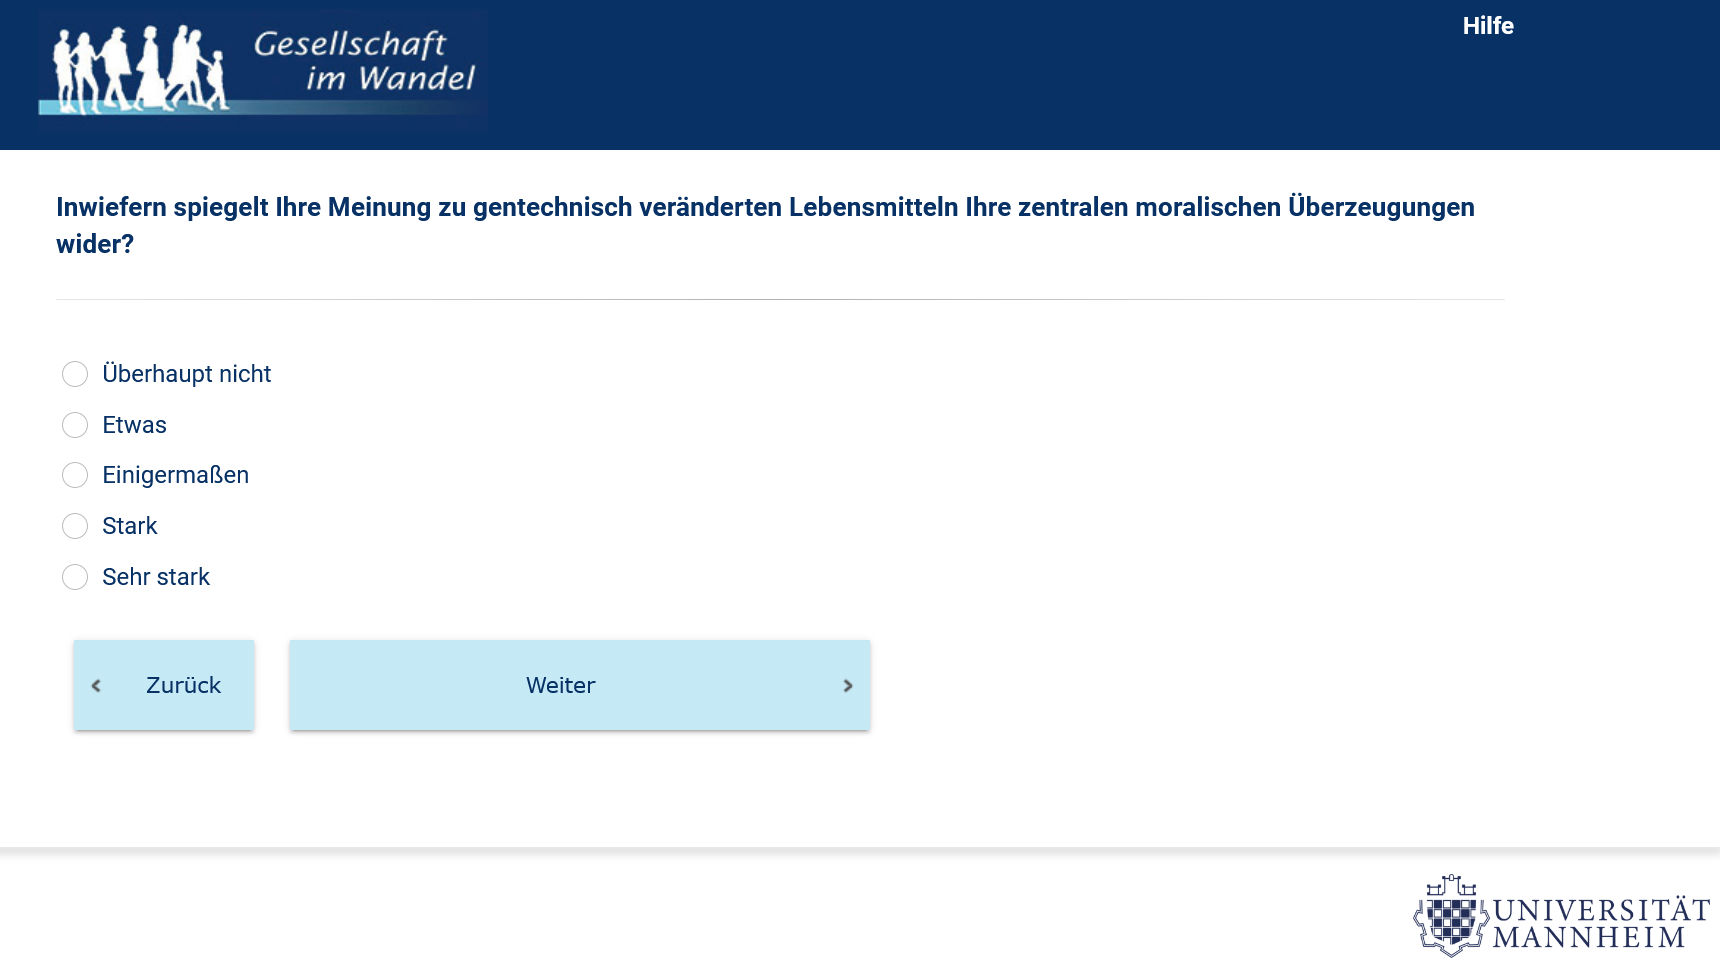 Gesellschaft
im Wandel
Hilfe
Inwiefern spiegelt Ihre Meinung zu gentechnisch veränderten Lebensmitteln Ihre zentralen moralischen Überzeugungen
wider?
Überhaupt nicht
Etwas
Einigermaßen
Stark
Sehr stark
Zurück
Weiter
UNIVERSITÄT
MANNHEIM